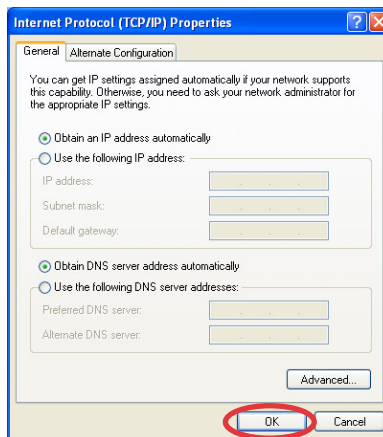 Internet Protocol (TCP/IP) Properties
General
Alternate Configuration
You can get IP settings assigned automatically if your network supports
this capability. Otherwise, you need to ask your network administrator for
the appropriate IP settings.
Obtain an IP address automatically
Use the following IP address:
IP address:
Subnet mask:
Default gateway:
Obtain DNS server address automatically
Use the following DNS server addresses:
Preferred DNS server:
Alternate DNS server:
Advanced...
OK
Cancel